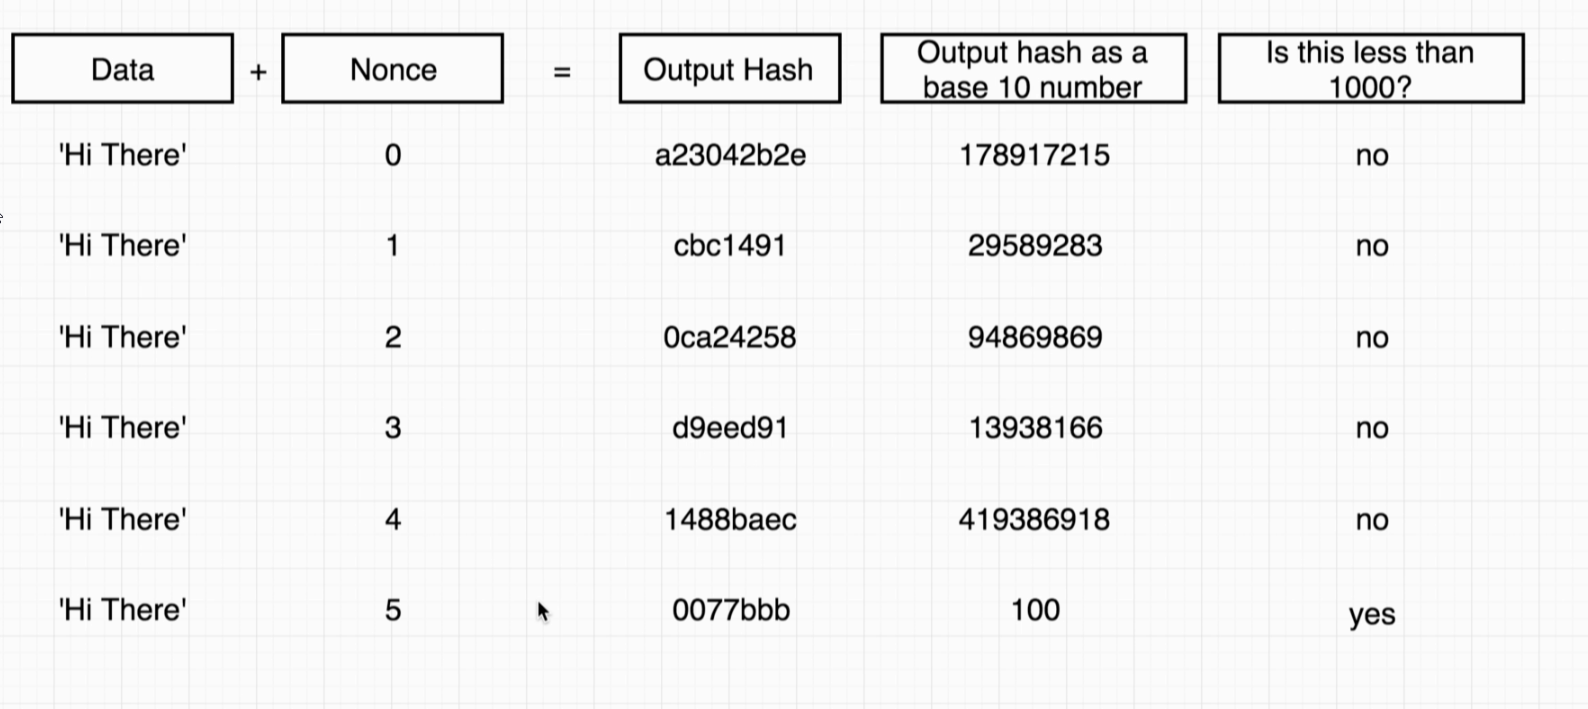 Data + Nonce = Output Hash Output hash as a base 10 number Is this less than 1000?
'Hi There' 0 a23042b2e 178917215 no
'Hi There' 1 cbc1491 29589283 no
'Hi There' 2 0ca24258 94869869 no
'Hi There' 3 d9eed91 13938166 no
'Hi There' 4 1488baec 419386918 no
'Hi There' 5 0077bbb 100 yes